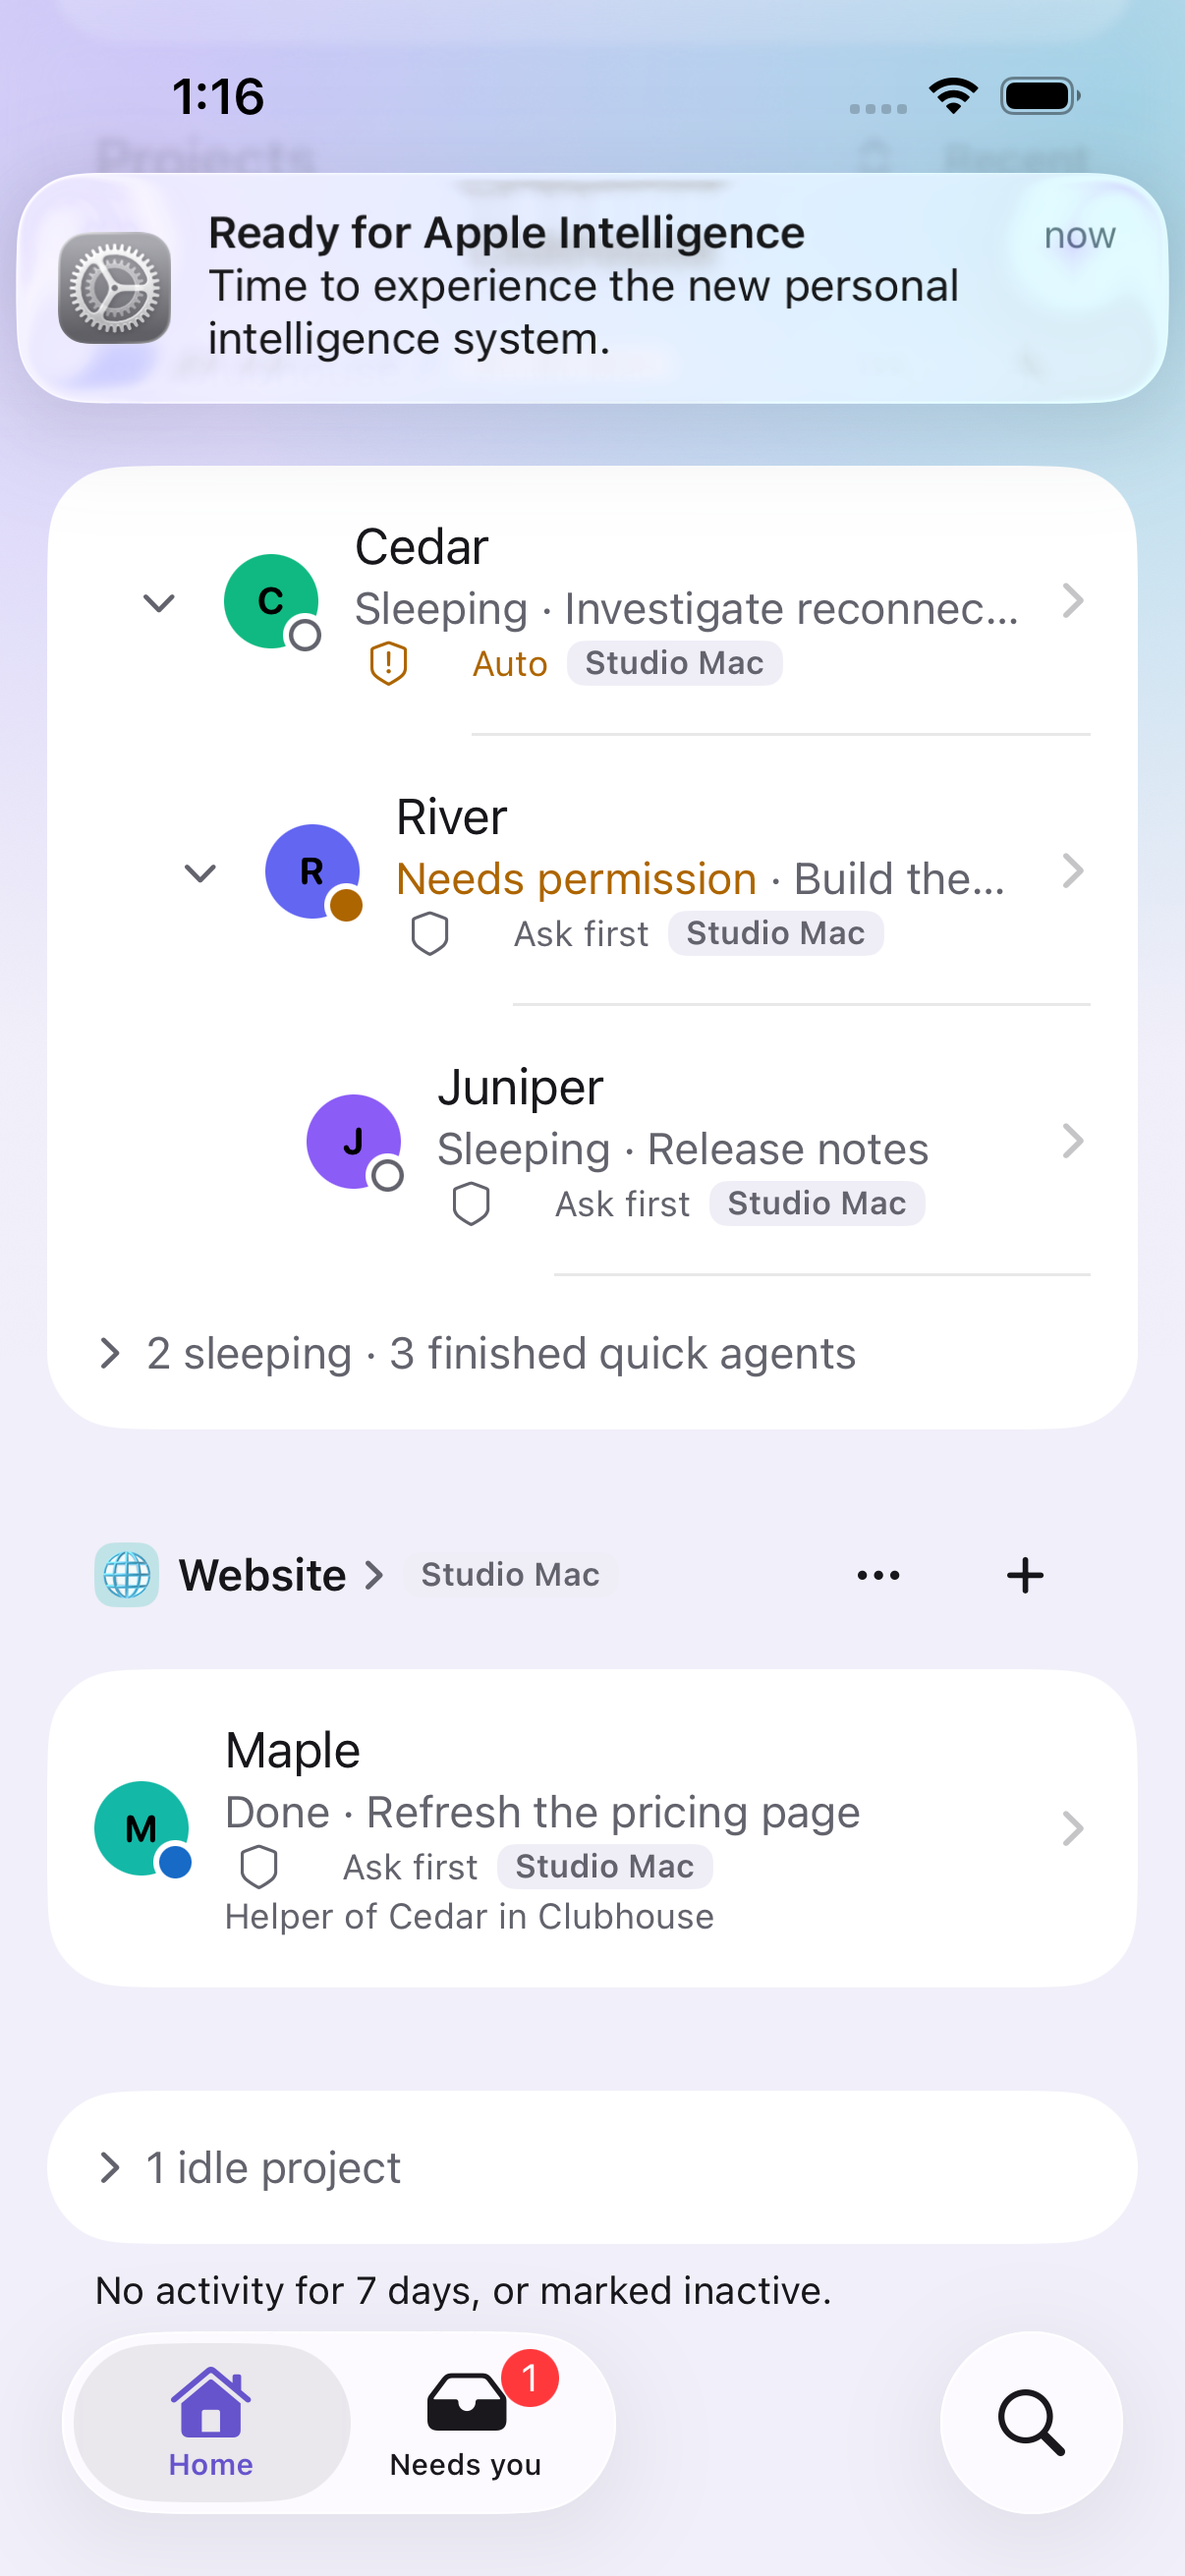 1:16
Projects
Recent
Ready for Apple Intelligence
now
Time to experience the new personal
intelligence system.
C
Cedar
Sleeping · Investigate reconnec...
Auto
Studio Mac
R
River
Needs permission · Build the...
Ask first
Studio Mac
J
Juniper
Sleeping · Release notes
Ask first
Studio Mac
2 sleeping · 3 finished quick agents
Website
Studio Mac
M
Maple
Done · Refresh the pricing page
Ask first
Studio Mac
Helper of Cedar in Clubhouse
1 idle project
No activity for 7 days, or marked inactive.
1
Home
Needs you